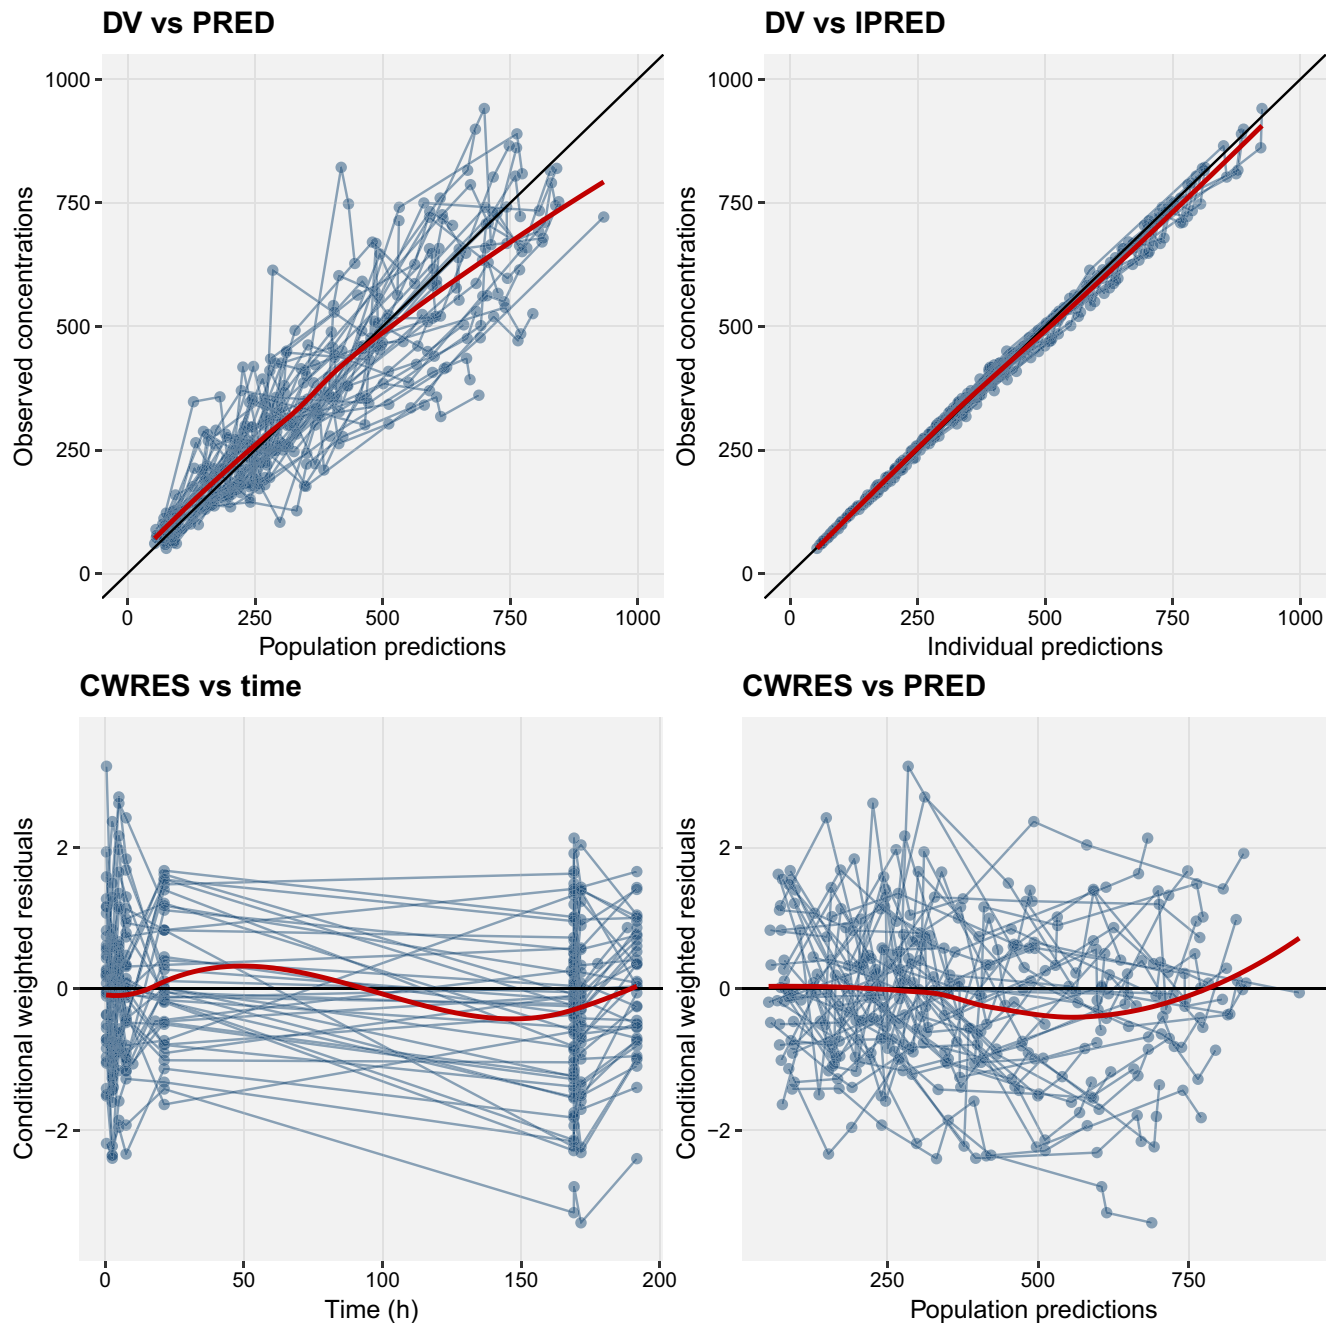 DV vs PRED
DV vs IPRED
Observed concentrations
1000
750
500
250
0
0 250 500 750 1000
Population predictions
Observed concentrations
1000
750
500
250
0
0 250 500 750 1000
Individual predictions
CWRES vs time
CWRES vs PRED
Conditional weighted residuals
2
0
−2
0 50 100 150 200
Time (h)
Conditional weighted residuals
2
0
−2
250 500 750
Population predictions